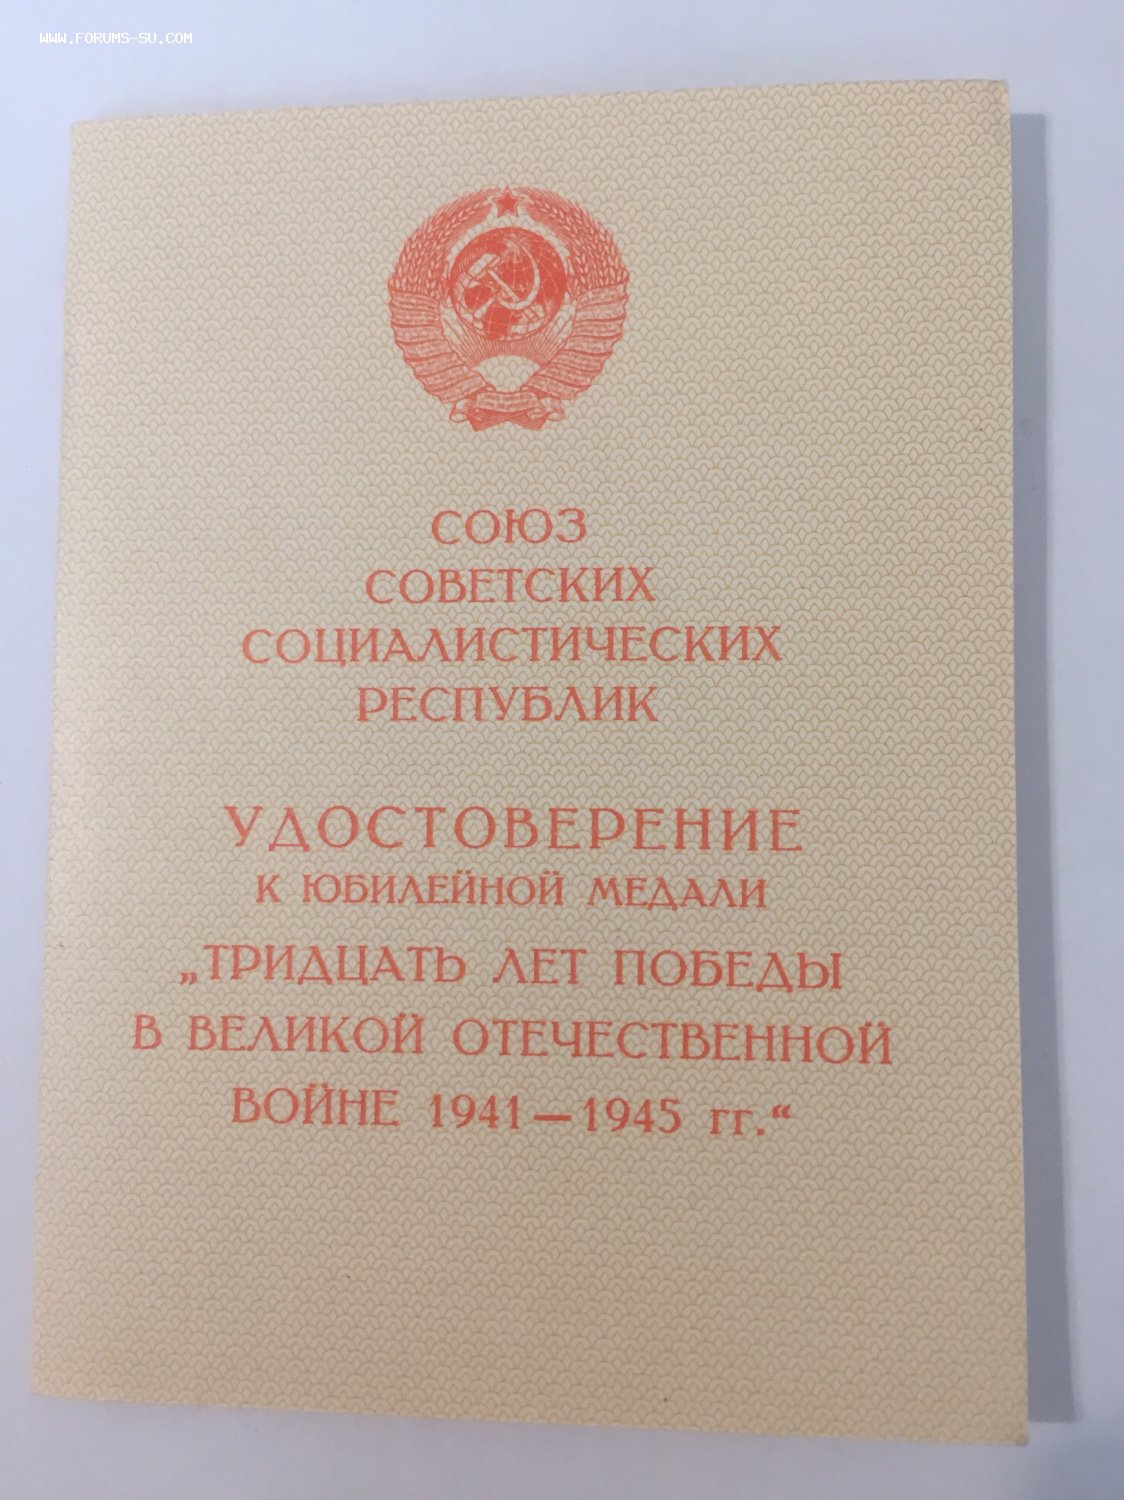 WWW.FORUMS-SU.COM
СОЮЗ
СОВЕТСКИХ
СОЦИАЛИСТИЧЕСКИХ
РЕСПУБЛИК
УДОСТОВЕРЕНИЕ
К ЮБИЛЕЙНОЙ МЕДАЛИ
„ТРИДЦАТЬ ЛЕТ ПОБЕДЫ
В ВЕЛИКОЙ ОТЕЧЕСТВЕННОЙ
ВОЙНЕ 1941—1945 гг.“